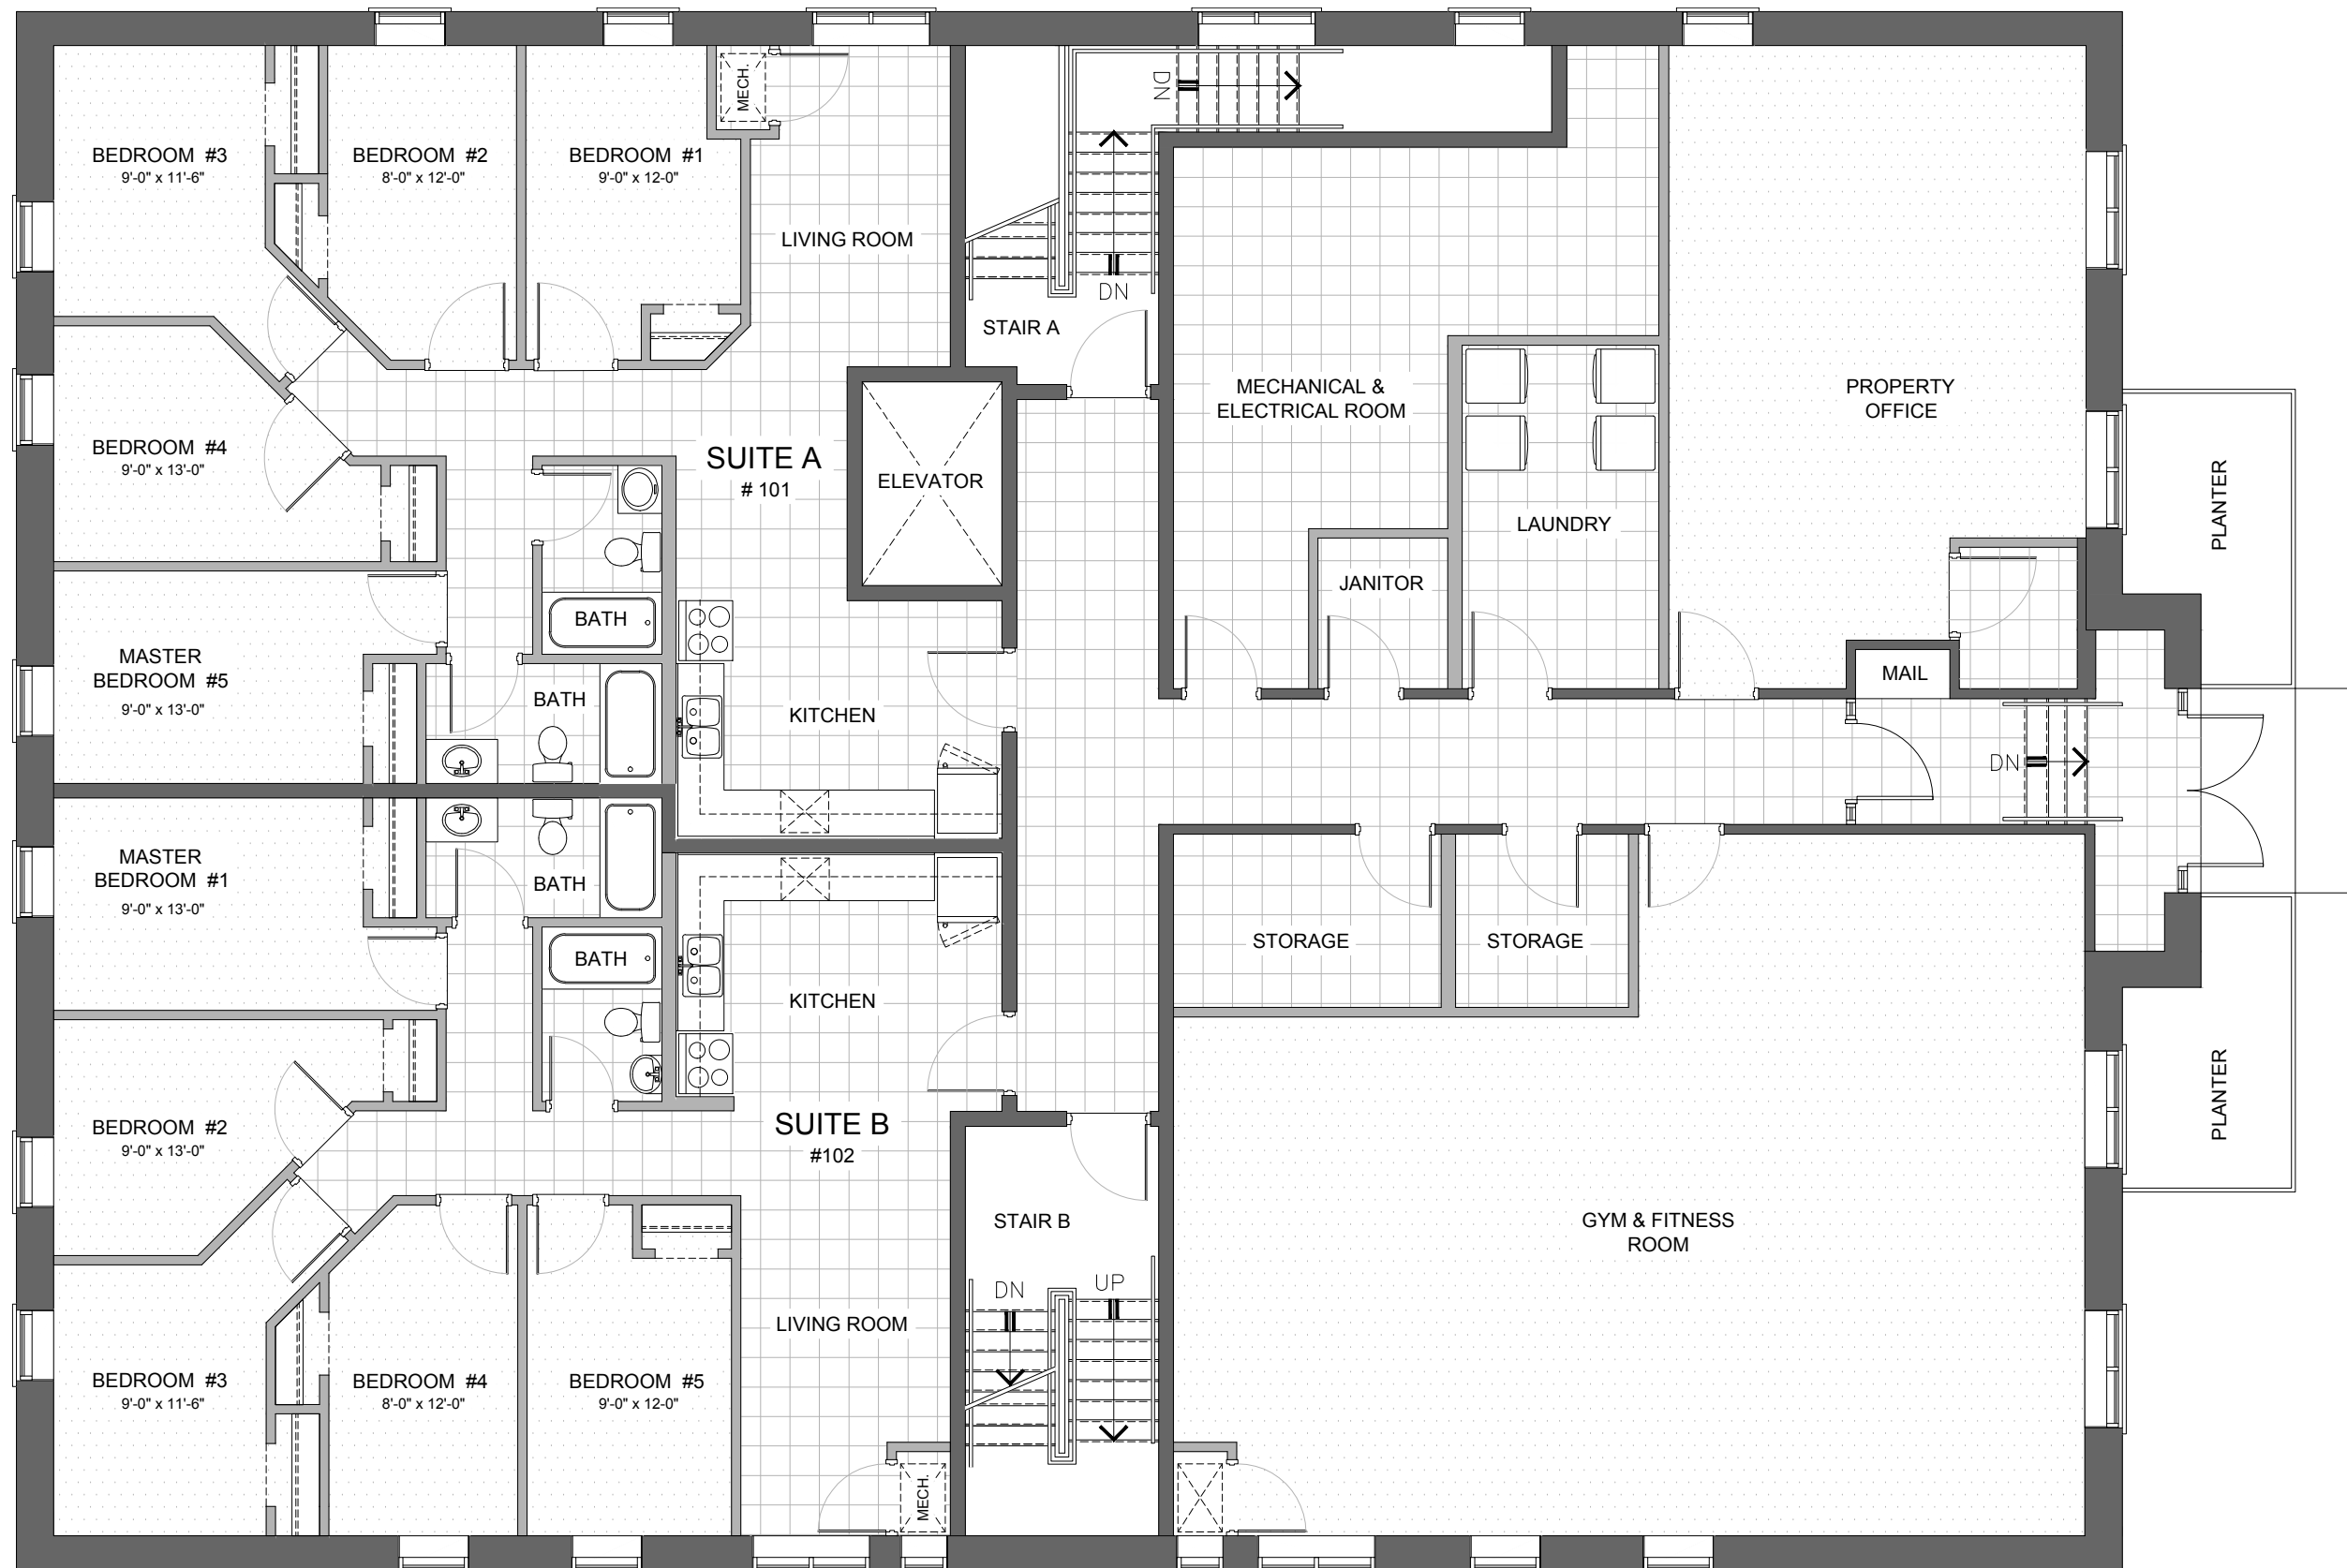 BEDROOM #3
9'-0" x 11'-6"
BEDROOM #2
8'-0" x 12'-0"
BEDROOM #1
9'-0" x 12-0"
MECH.
LIVING ROOM
DN
DN
STAIR A
BEDROOM #4
9'-0" x 13'-0"
SUITE A
# 101
ELEVATOR
MECHANICAL &
ELECTRICAL ROOM
LAUNDRY
JANITOR
PROPERTY
OFFICE
PLANTER
MASTER
BEDROOM #5
9'-0" x 13'-0"
BATH
BATH
KITCHEN
MAIL
DN
MASTER
BEDROOM #1
9'-0" x 13'-0"
BATH
BATH
KITCHEN
STORAGE
STORAGE
BEDROOM #2
9'-0" x 13'-0"
SUITE B
#102
PLANTER
STAIR B
DN
UP
GYM & FITNESS
ROOM
LIVING ROOM
BEDROOM #3
9'-0" x 11'-6"
BEDROOM #4
8'-0" x 12'-0"
BEDROOM #5
9'-0" x 12-0"
MECH.